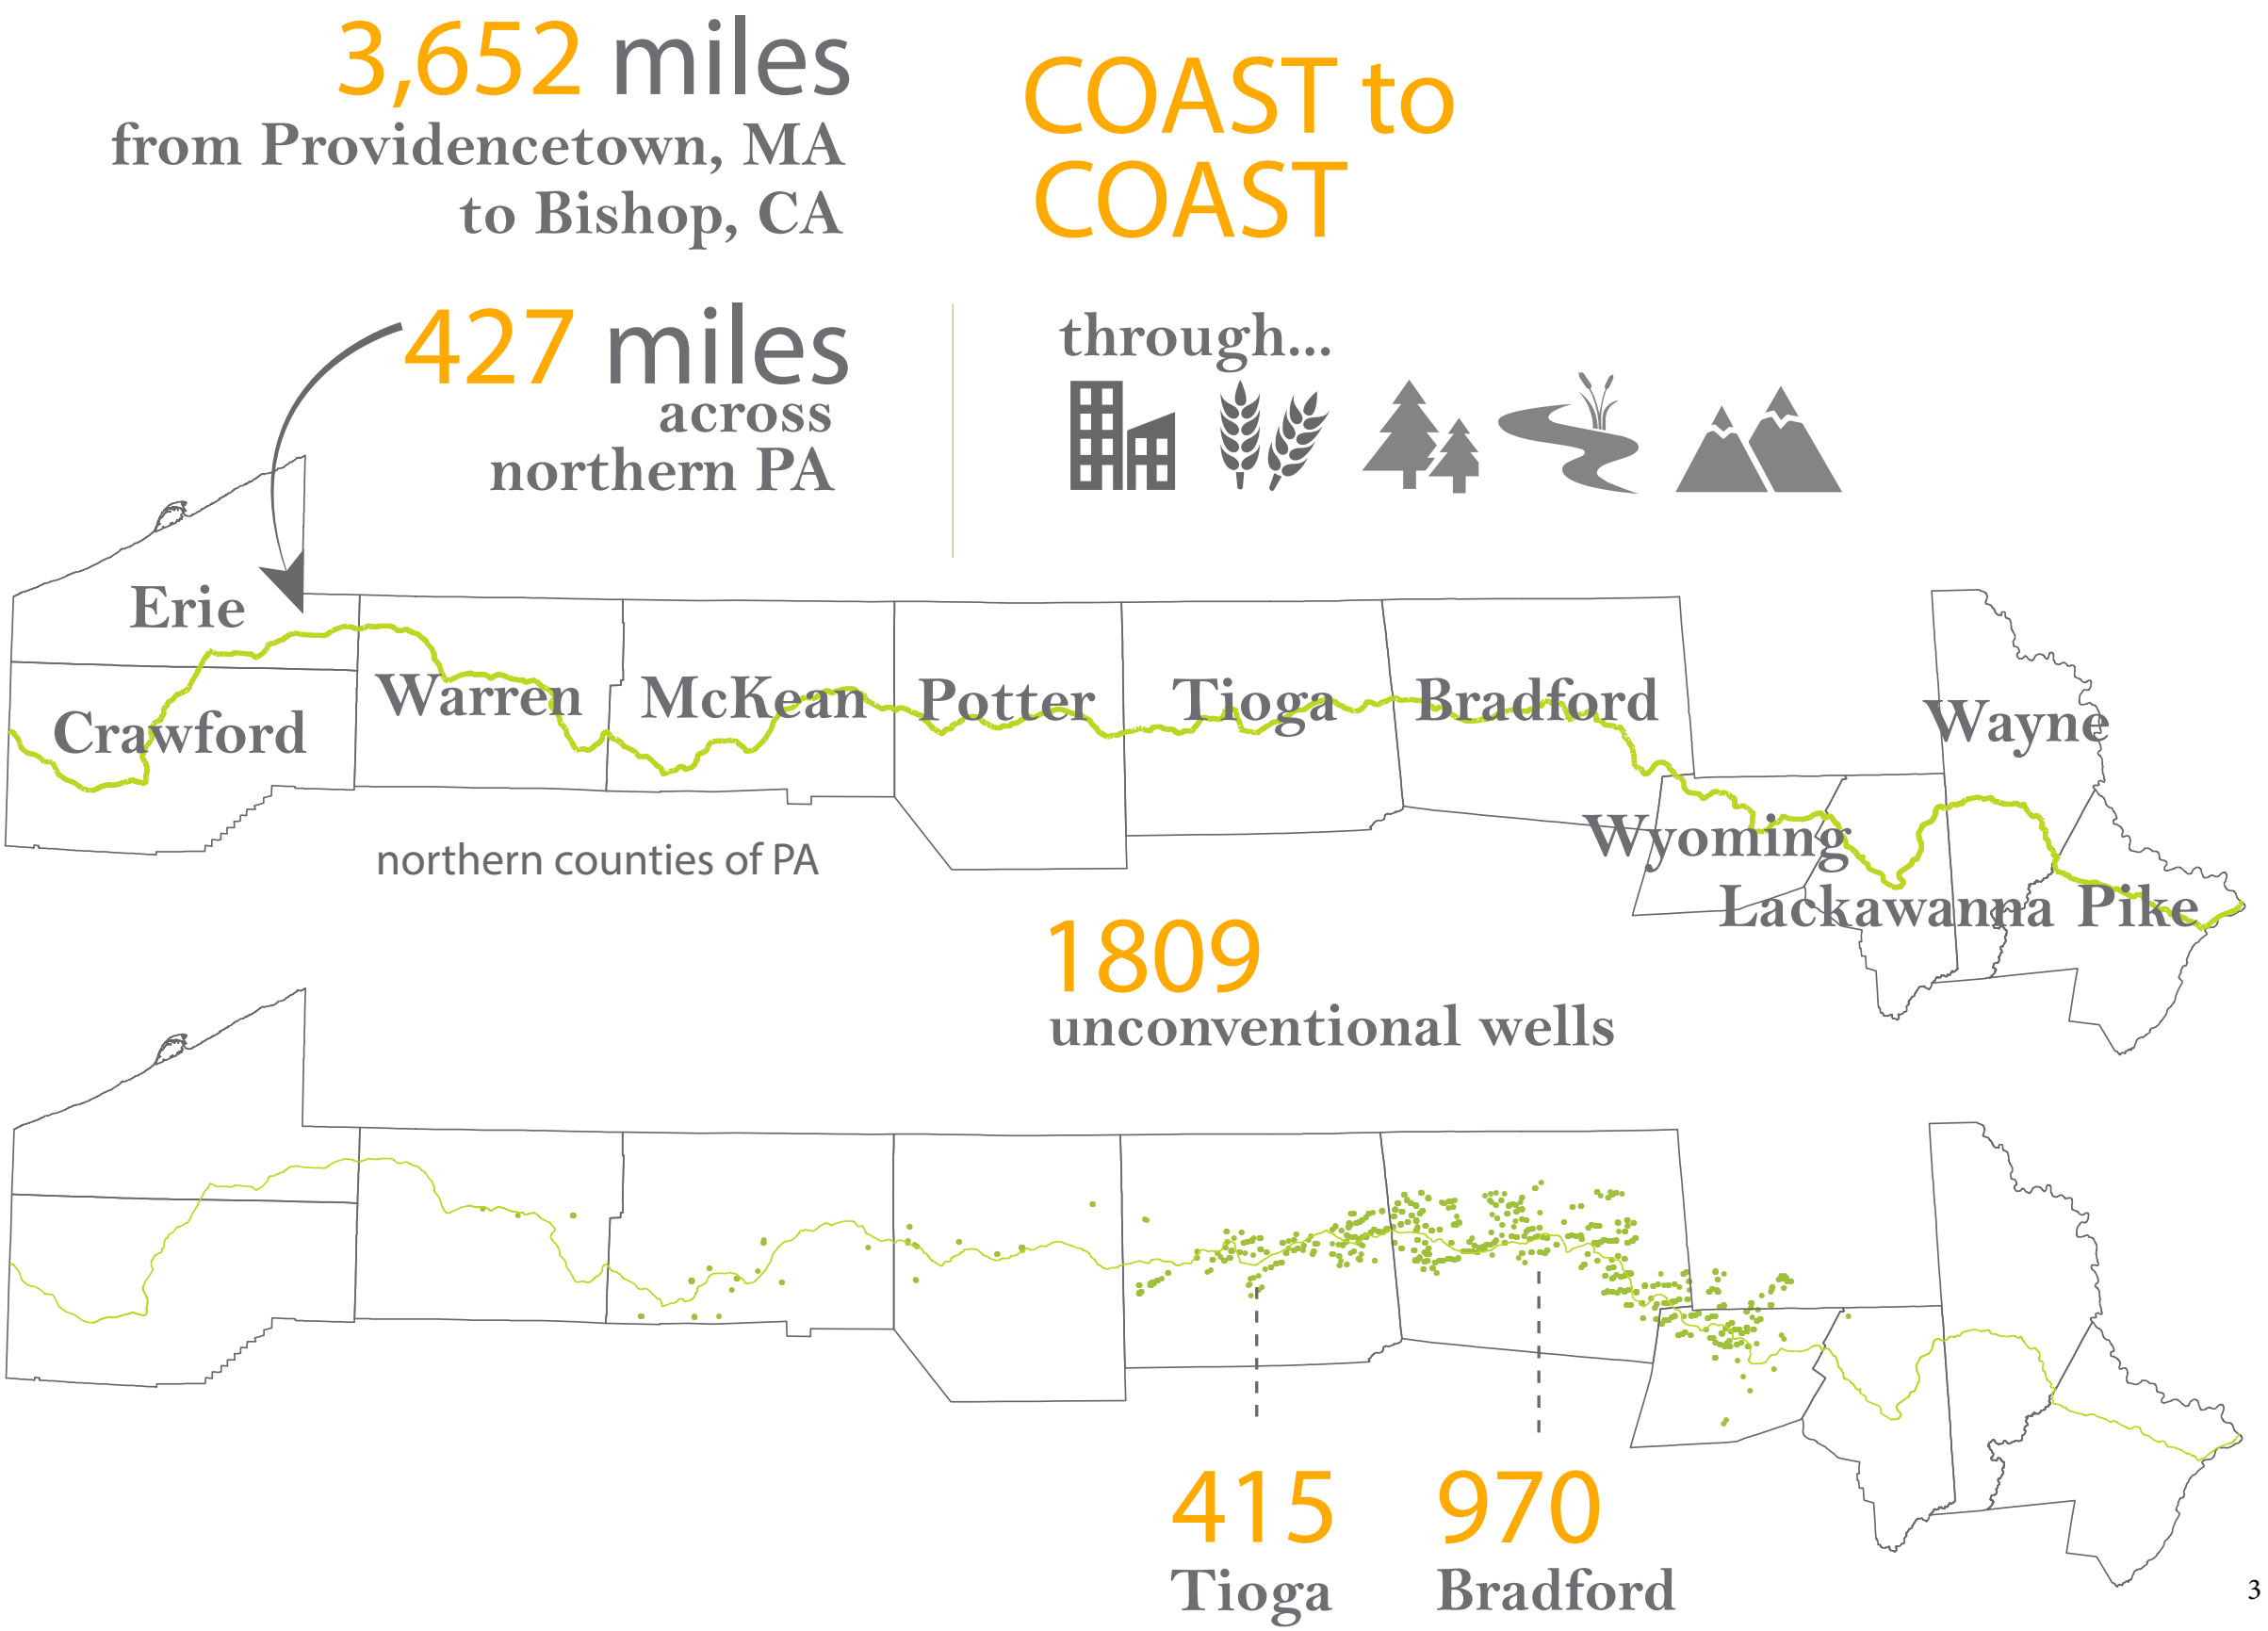 3,652 miles
from Providencetown, MA
to Bishop, CA
COAST to
COAST
427 miles
across
northern PA
through...
Erie
Crawford
Warren
McKean
Potter
Tioga
Bradford
Wayne
Wyoming
Lackawanna Pike
northern counties of PA
1809
unconventional wells
415
Tioga
970
Bradford
3